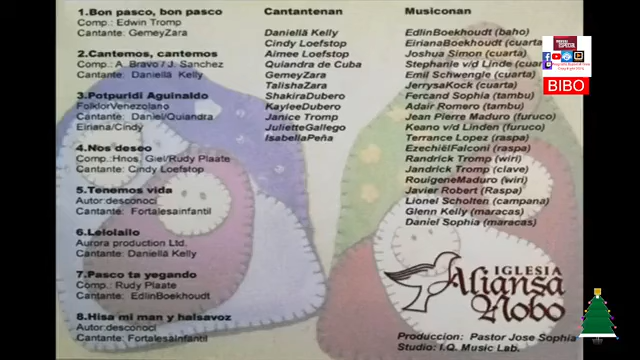 1.Bon pasco, bon pasco
Comp.: Edwin Tromp
Cantante: GemeyZara
2.Cantemos, cantemos
Comp.: A. Bravo / J. Sanchez
Cantante: Daniellä Kelly
3.Potpuridi Aguinaldo
FolklorVenezolano
Cantante: Daniel/Quiandra
Eiriana/Cindy
4.Nos deseo
Comp.:Hnos, Giel/Rudy Plaate
Cantante: Cindy Loefstop
5.Tenemos vida
Autor:desconoci
Cantante: Fortalesainfantil
6.Lelolailo
Aurora production Ltd.
Cantante: Daniellä Kelly
7.Pasco ta yegando
Comp.: Rudy Plaate
Cantante: EdlinBoekhoudt
8.Hisa mi man y halsavoz
Autor:desconoci
Cantante: Fortalesainfantil
Cantantenan
Daniellä Kelly
Cindy Loefstop
Aimee Loefstop
Quiandra de Cuba
GemeyZara
TalishaZara
ShakiraDubero
KayleeDubero
Janice Tromp
JulietteGallego
IsabellaPeña
Musiconan
EdlinBoekhoudt (baho)
EirianaBoekhoudt (cuarta)
Joshua Simon (cuarta)
Stephanie v/d Linde (cuar
Emil Schwengle (cuarta)
JerrysaKock (cuarta)
Fercand Sophia (tambu)
Adair Romero (tambu)
Jean Pierre Maduro (furuco)
Keano v/d Linden (furuco)
Terrance Lopez (raspa)
EzechiëlFalconi (raspa)
Randrick Tromp (wiri)
Jandrick Tromp (clave)
RouigeneMaduro (wiri)
Javier Robert (Raspa)
Lionel Scholten (campana)
Glenn Kelly (maracas)
Daniel Sophia (maracas)
IGLESIA
Aliansa
Nobo
Produccion: Pastor Jose Sophia
Studio: I.Q. Music Lab.
BIBO